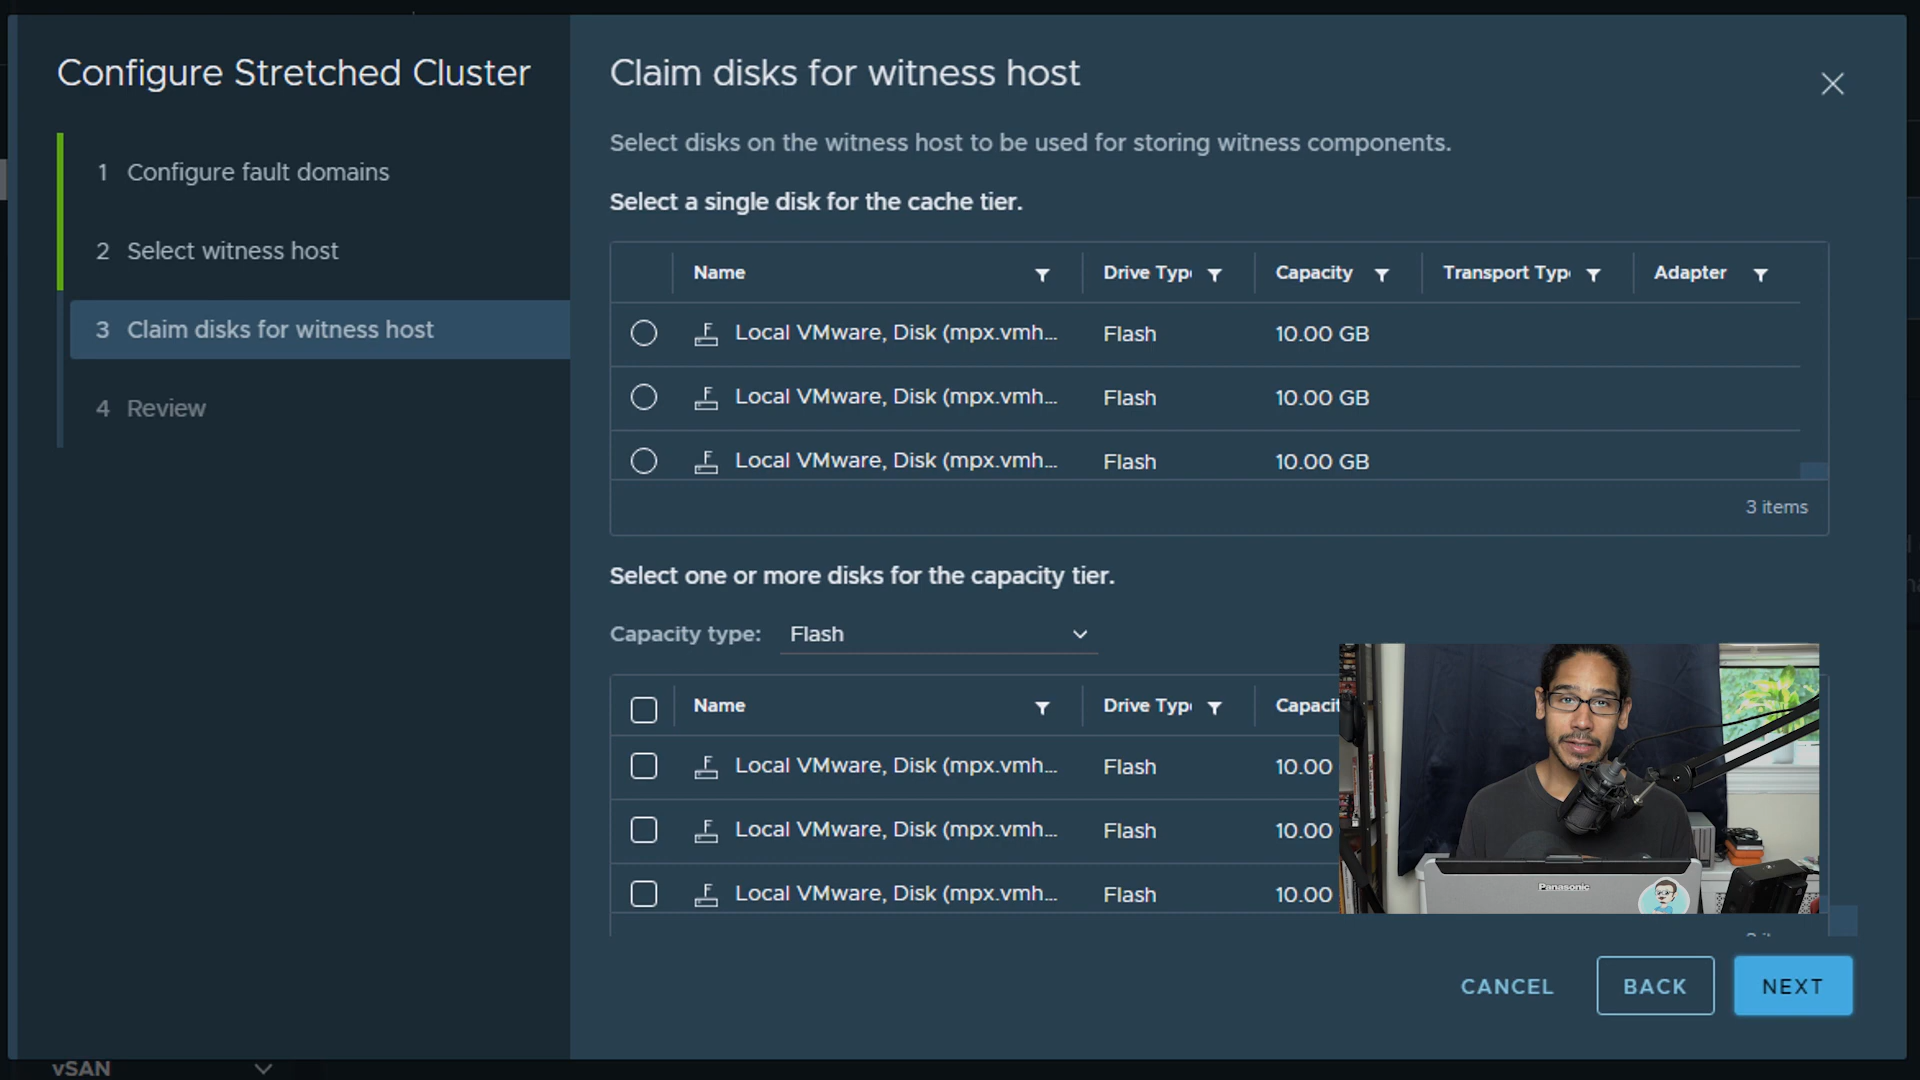 Configure Stretched Cluster
1 Configure fault domains
2 Select witness host
3 Claim disks for witness host
4 Review
vSAN
Claim disks for witness host
Select disks on the witness host to be used for storing witness components.
Select a single disk for the cache tier.
Name Drive Typ Capacity Transport Typ Adapter
F Local VMware, Disk (mpx.vmh... Flash 10.00 GB
F Local VMware, Disk (mpx.vmh... Flash 10.00 GB
F Local VMware, Disk (mpx.vmh... Flash 10.00 GB
3 items
Select one or more disks for the capacity tier.
Capacity type: Flash
Name Drive Typ Capacit
F Local VMware, Disk (mpx.vmh... Flash 10.00
F Local VMware, Disk (mpx.vmh... Flash 10.00
F Local VMware, Disk (mpx.vmh... Flash 10.00
Panasonic
CANCEL BACK NEXT